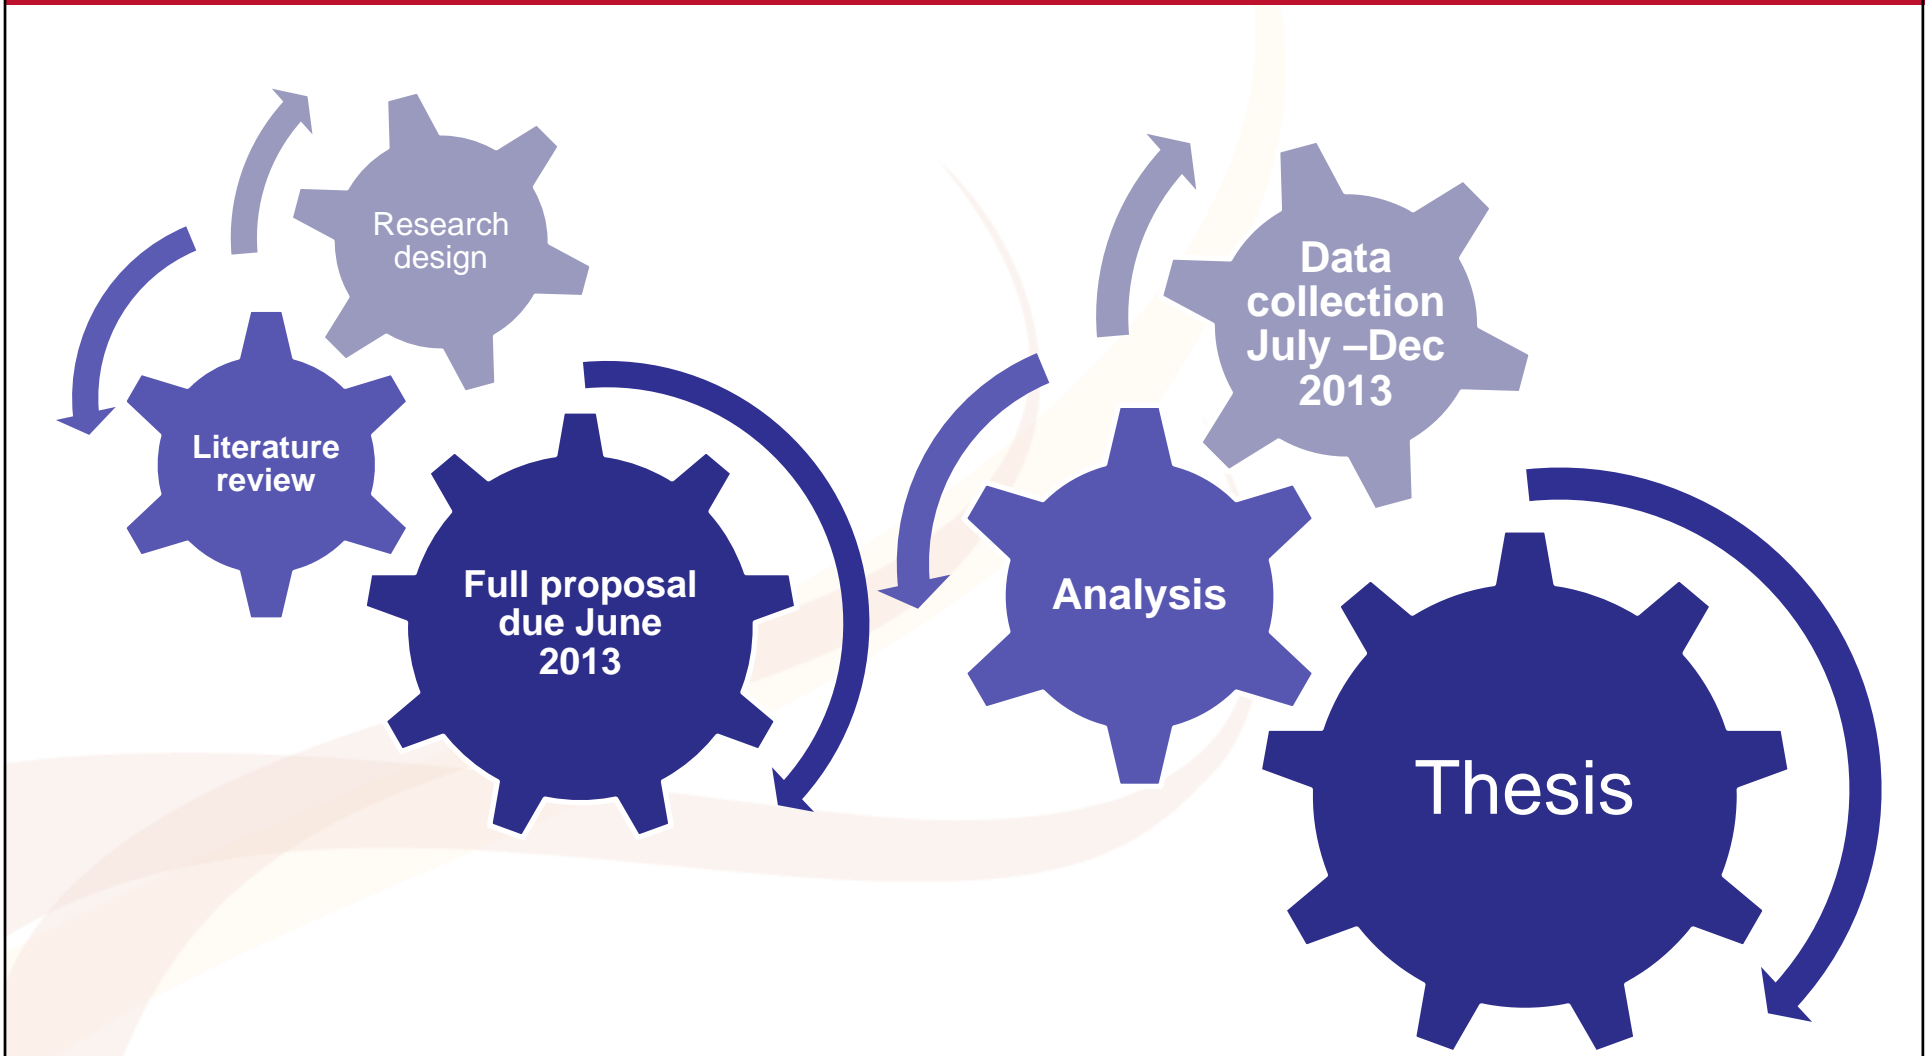 Research
design
Literature
review
Full proposal
due June
2013
Data
collection
July –Dec
2013
Analysis
Thesis